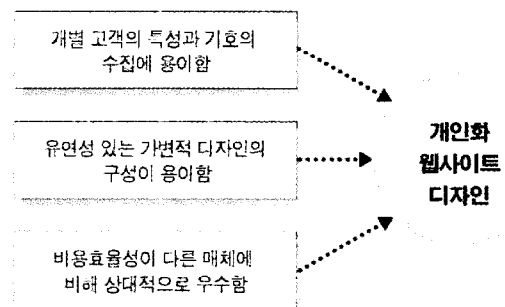 개별 고객의 특성과 기호의
수집에 용이함
유연성 있는 가변적 디자인의
구성이 용이함
비용효율성이 다른 매체에
비해 상대적으로 우수함
개인화
웹사이트
디자인